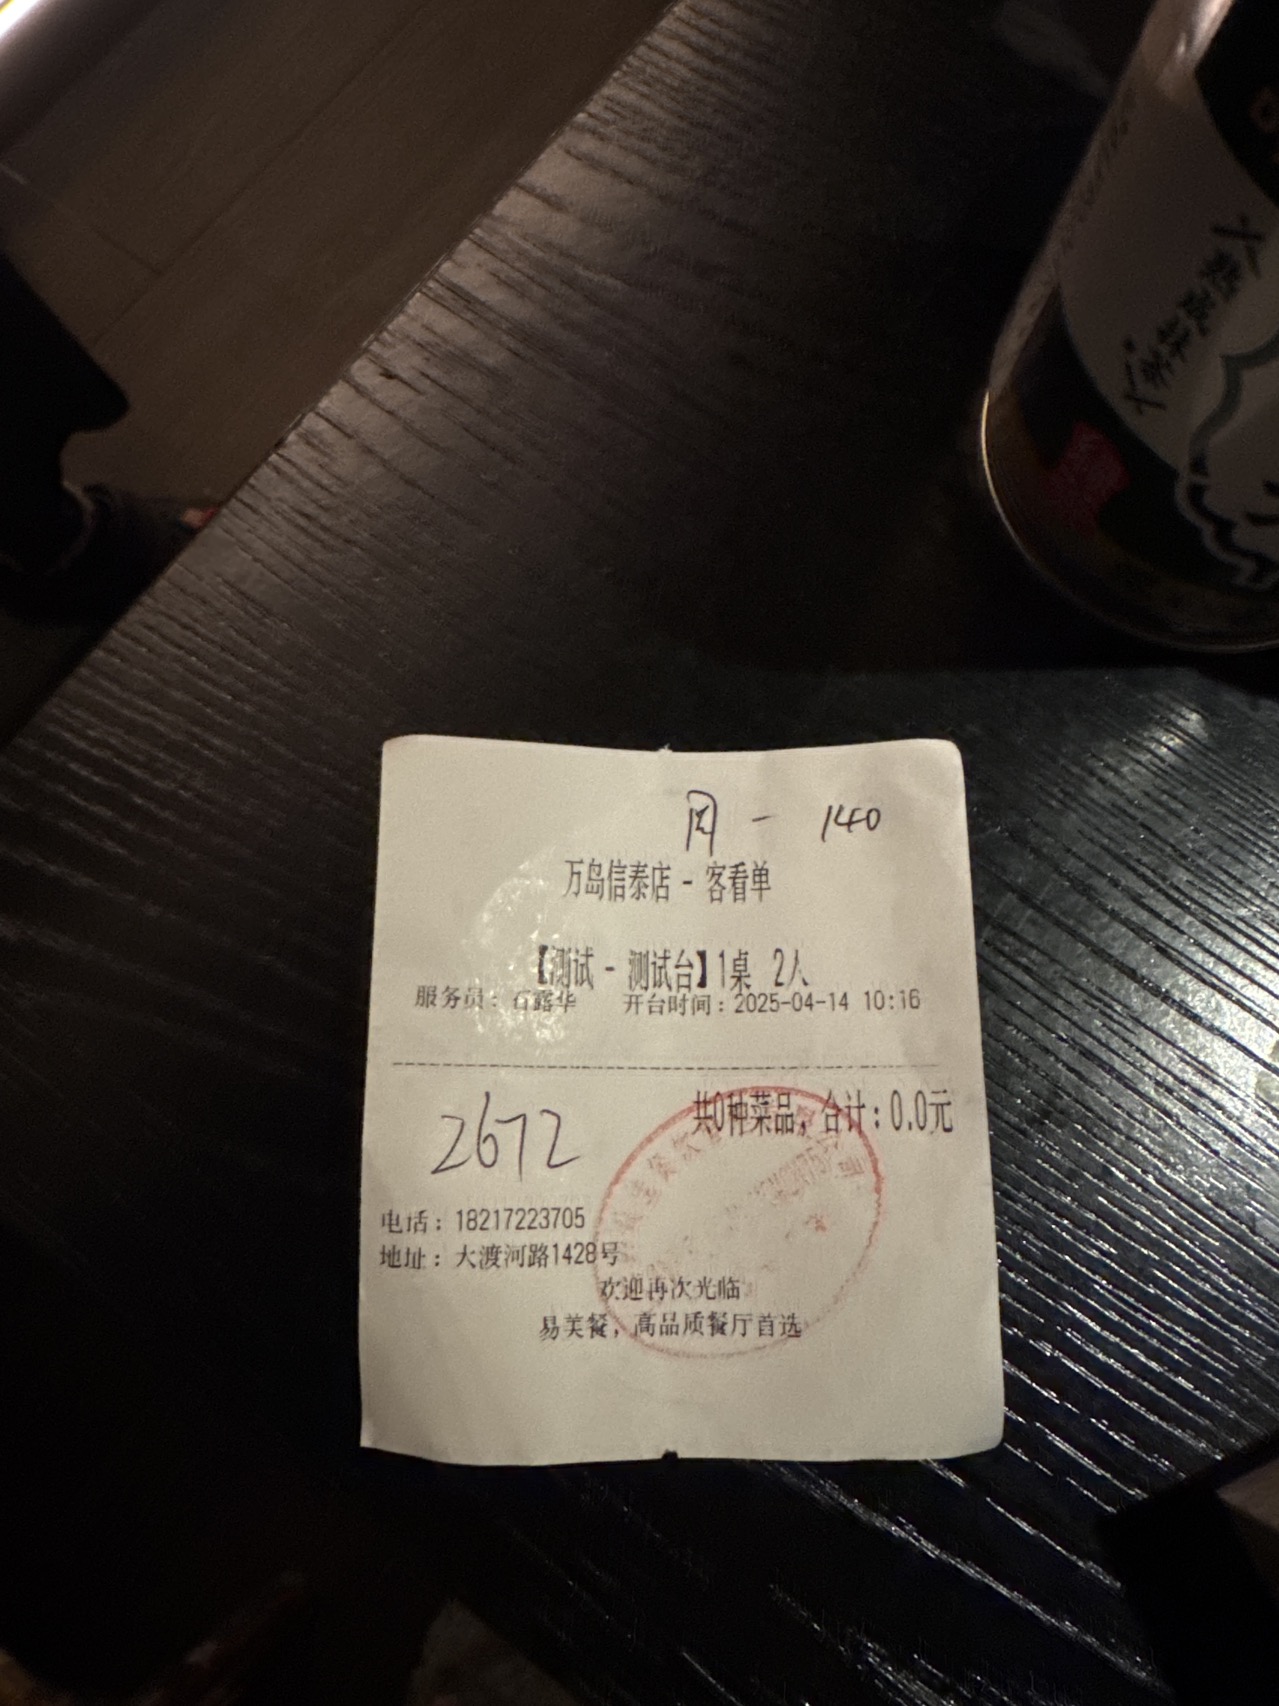 周一 140
万岛信泰店 - 客看单
【测试 - 测试台】1桌 2人
服务员：石露华 开台时间：2025-04-14 10:16
共0种菜品，合计：0.0元
2672
电话：18217223705
地址：大渡河路1428号
欢迎再次光临
易美餐，高品质餐厅首选